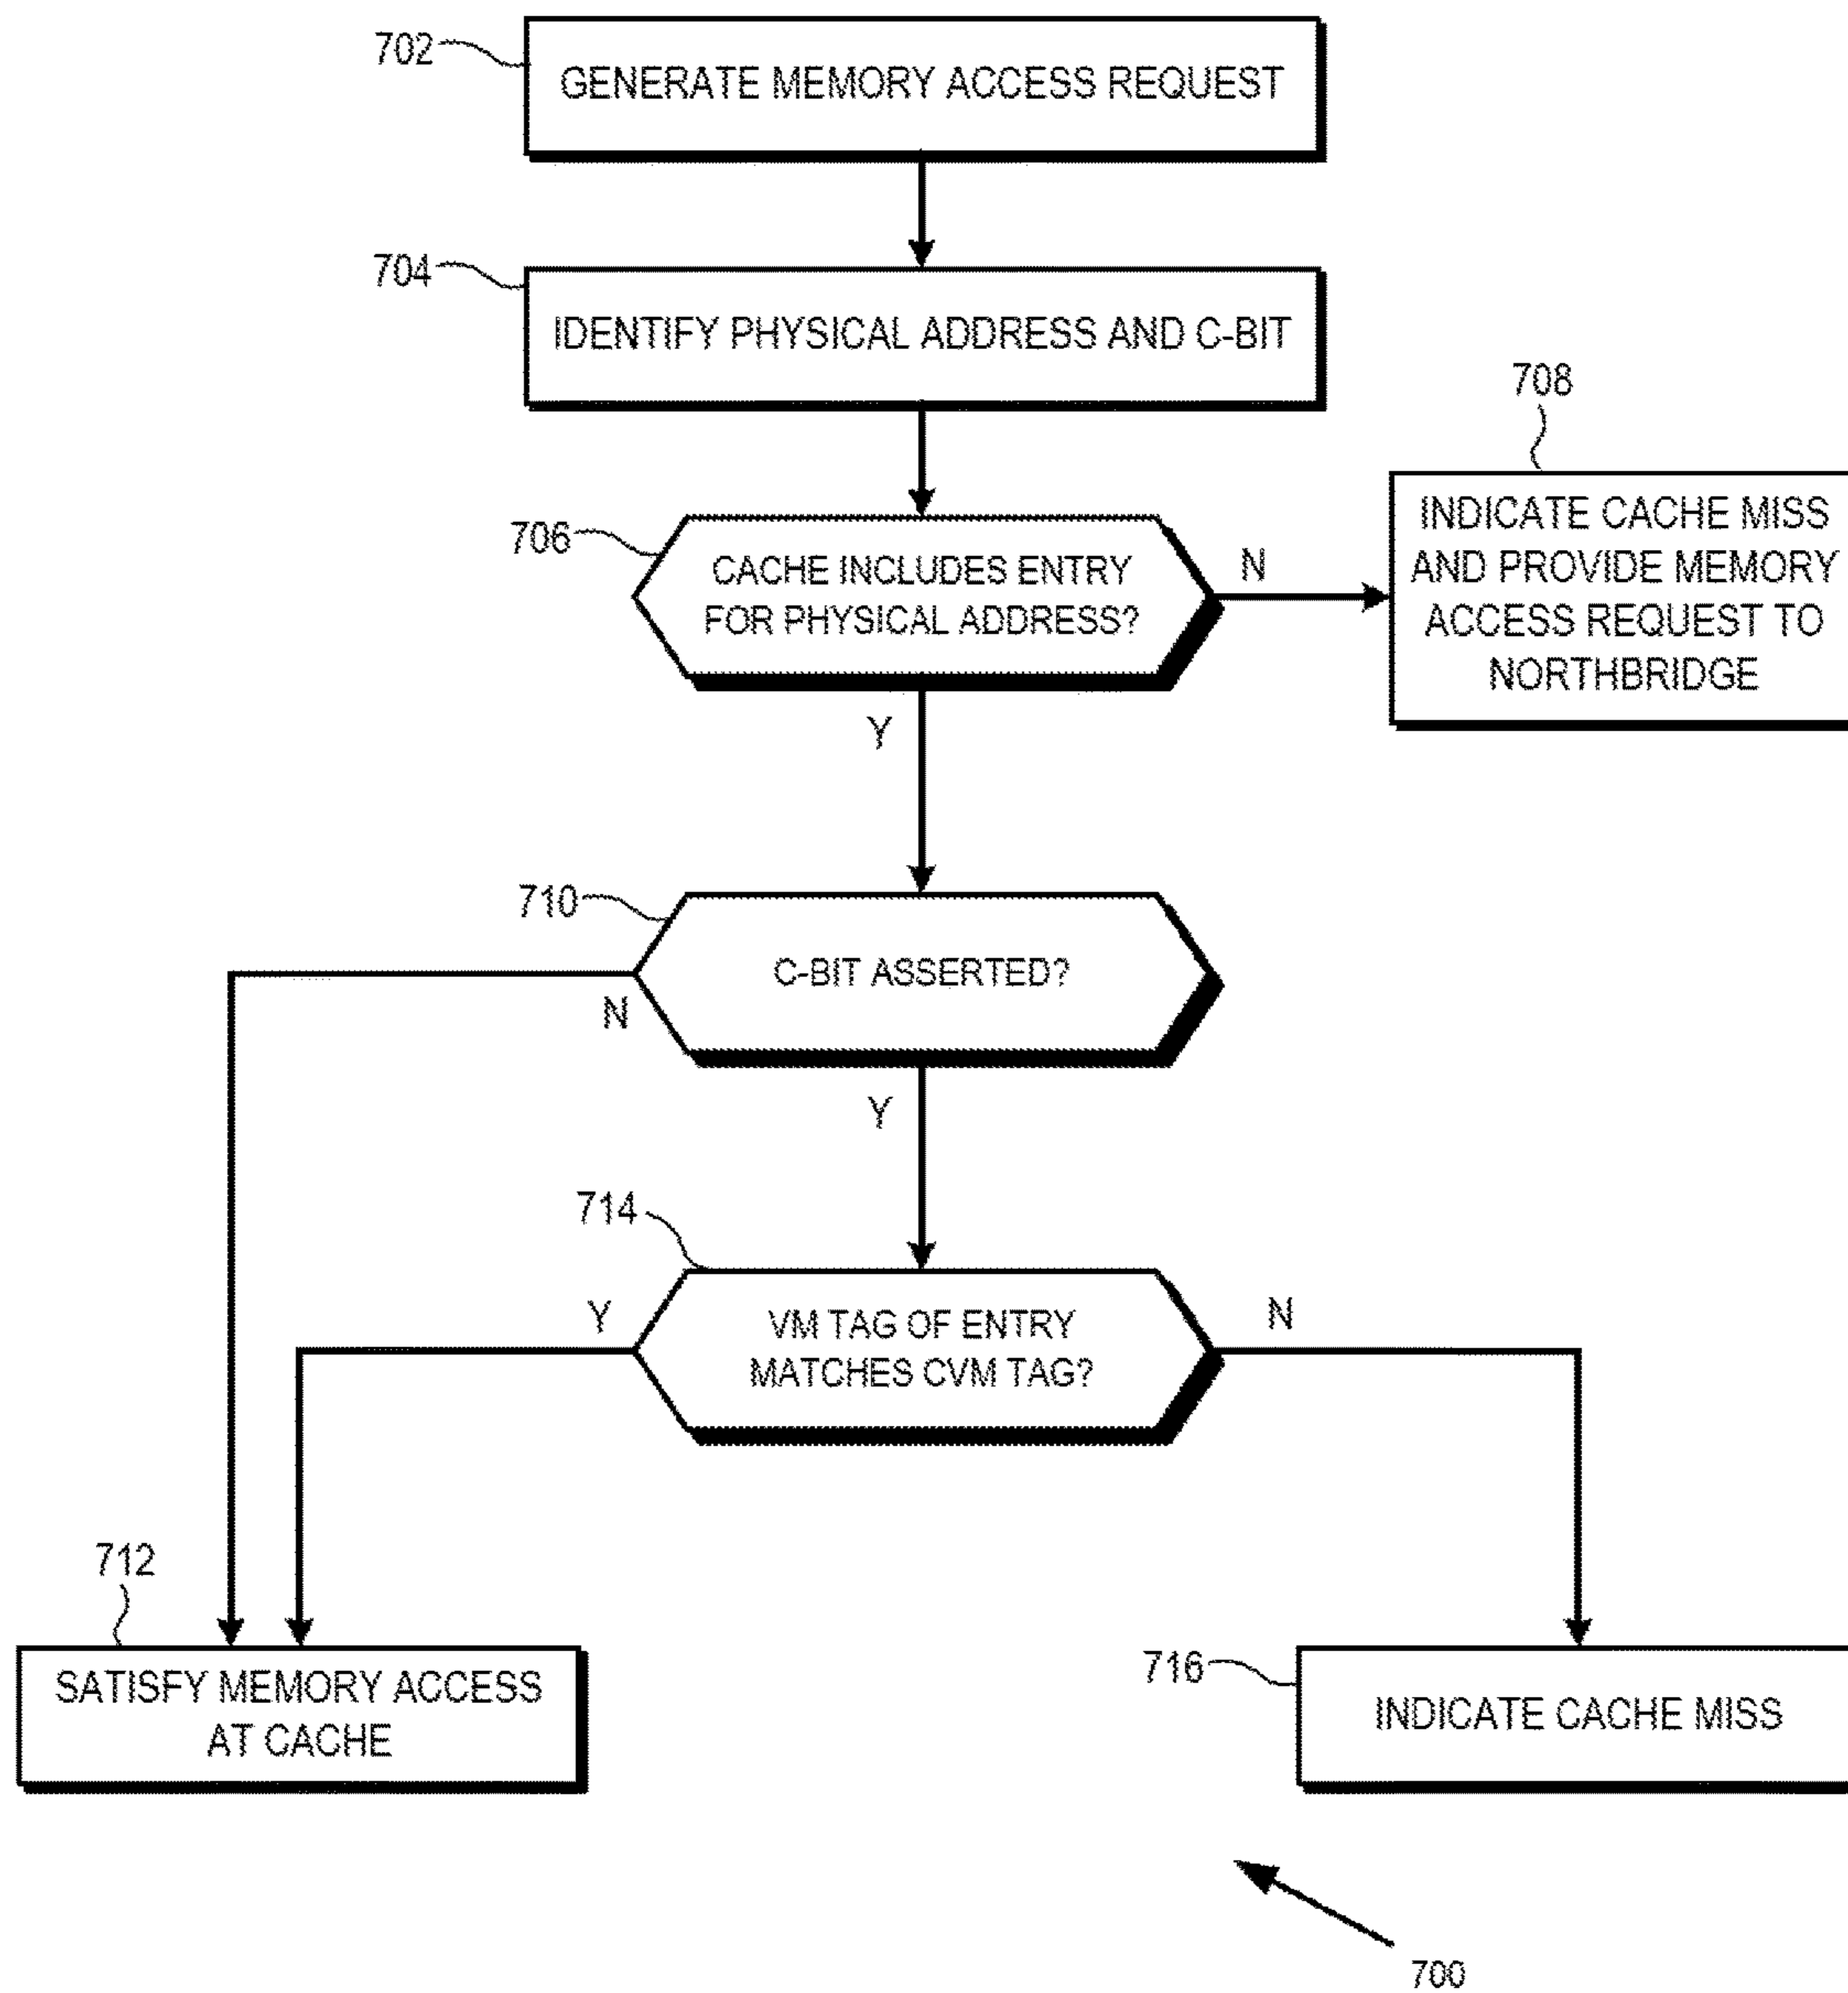 702
GENERATE MEMORY ACCESS REQUEST
704
IDENTIFY PHYSICAL ADDRESS AND C-BIT
708
706
CACHE INCLUDES ENTRY
FOR PHYSICAL ADDRESS?
N
INDICATE CACHE MISS
AND PROVIDE MEMORY
ACCESS REQUEST TO
NORTHBRIDGE
Y
710
C-BIT ASSERTED?
N
Y
714
Y
VM TAG OF ENTRY
MATCHES CVM TAG?
N
712
SATISFY MEMORY ACCESS
AT CACHE
716
INDICATE CACHE MISS
700